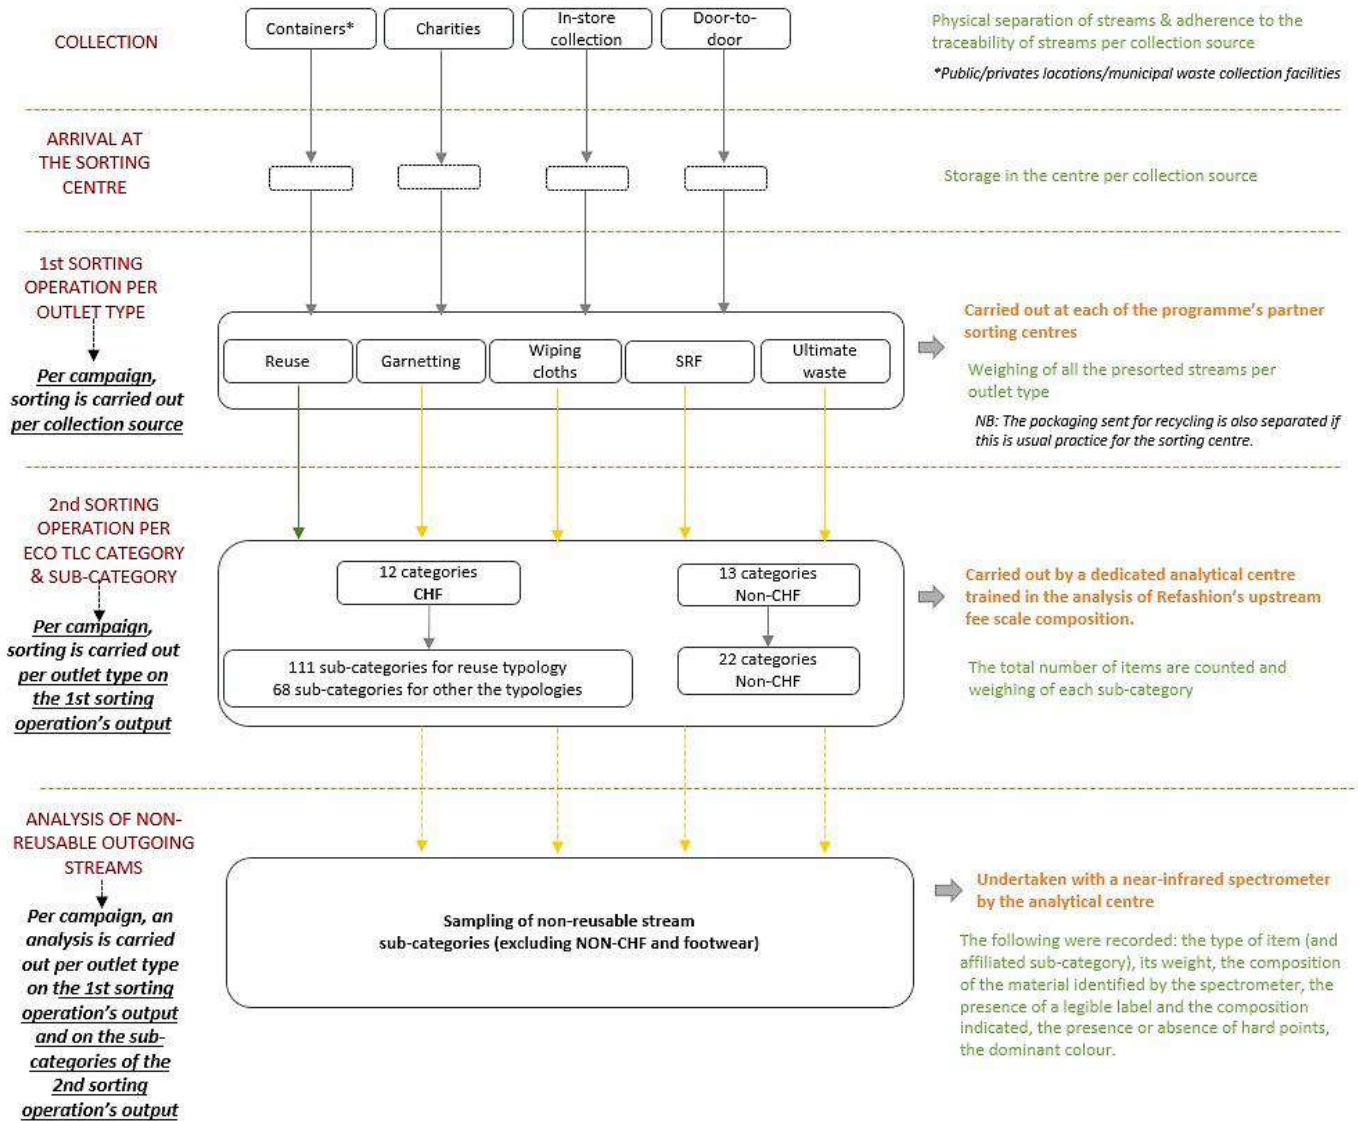 COLLECTION
Containers*
Charities
In-store
collection
Door-to-
door
Physical separation of streams & adherence to the
traceability of streams per collection source
*Public/privates locations/municipal waste collection facilities
ARRIVAL AT
THE SORTING
CENTRE
Storage in the centre per collection source
1st SORTING
OPERATION PER
OUTLET TYPE
Per campaign,
sorting is carried out
per collection source
Reuse
Garnetting
Wiping
cloths
SRF
Ultimate
waste
Carried out at each of the programme's partner
sorting centres
Weighing of all the presorted streams per
outlet type
NB: The packaging sent for recycling is also separated if
this is usual practice for the sorting centre.
2nd SORTING
OPERATION PER
ECO TLC CATEGORY
& SUB-CATEGORY
Per campaign,
sorting is carried out
per outlet type on
the 1st sorting
operation's output
12 categories
CHF
13 categories
Non-CHF
111 sub-categories for reuse typology
68 sub-categories for other the typologies
22 categories
Non-CHF
Carried out by a dedicated analytical centre
trained in the analysis of Refashion's upstream
fee scale composition.
The total number of items are counted and
weighing of each sub-category
ANALYSIS OF NON-
REUSABLE OUTGOING
STREAMS
Per campaign, an
analysis is carried
out per outlet type
on the 1st sorting
operation's output
and on the sub-
categories of the
2nd sorting
operation's output
Sampling of non-reusable stream
sub-categories (excluding NON-CHF and footwear)
Undertaken with a near-infrared spectrometer
by the analytical centre
The following were recorded: the type of item (and
affiliated sub-category), its weight, the composition
of the material identified by the spectrometer, the
presence of a legible label and the composition
indicated, the presence or absence of hard points,
the dominant colour.